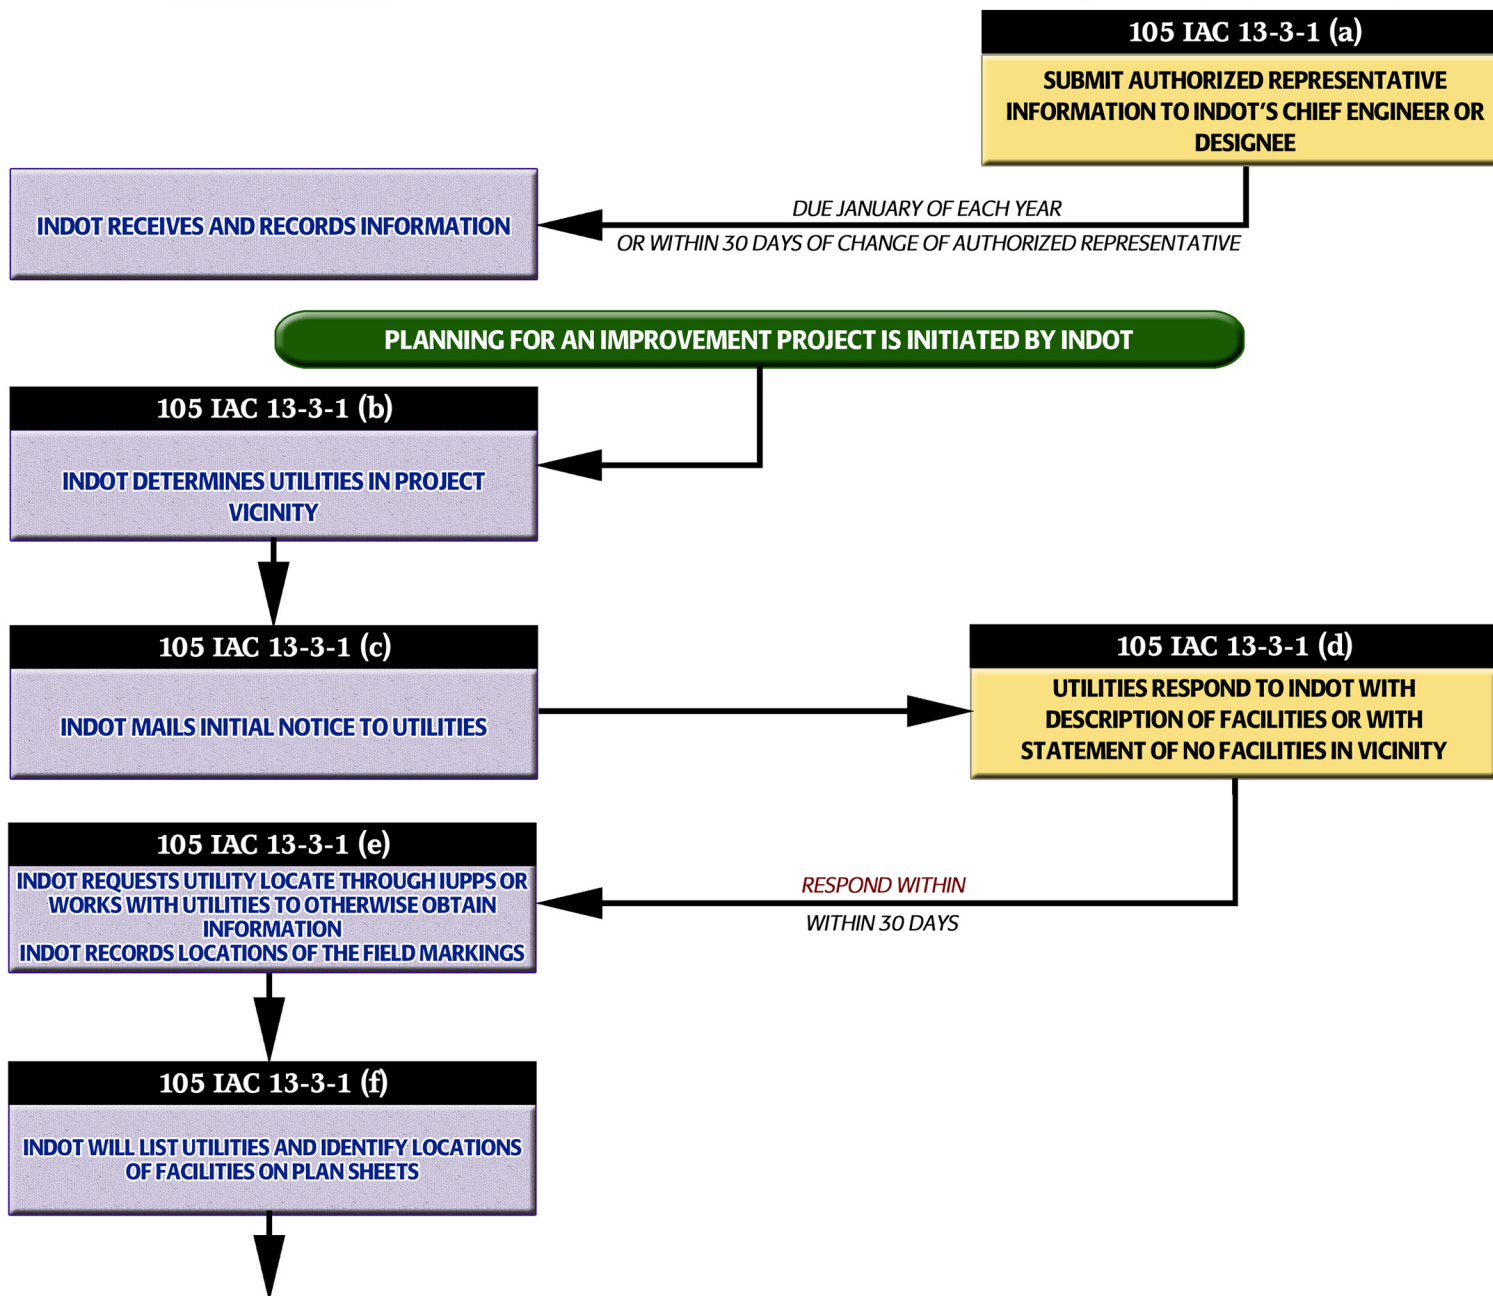 105 IAC 13-3-1 (a)
SUBMIT AUTHORIZED REPRESENTATIVE
INFORMATION TO INDOT'S CHIEF ENGINEER OR
DESIGNEE
INDOT RECEIVES AND RECORDS INFORMATION
DUE JANUARY OF EACH YEAR
OR WITHIN 30 DAYS OF CHANGE OF AUTHORIZED REPRESENTATIVE
PLANNING FOR AN IMPROVEMENT PROJECT IS INITIATED BY INDOT
105 IAC 13-3-1 (b)
INDOT DETERMINES UTILITIES IN PROJECT
VICINITY
105 IAC 13-3-1 (c)
INDOT MAILS INITIAL NOTICE TO UTILITIES
105 IAC 13-3-1 (d)
UTILITIES RESPOND TO INDOT WITH
DESCRIPTION OF FACILITIES OR WITH
STATEMENT OF NO FACILITIES IN VICINITY
105 IAC 13-3-1 (e)
INDOT REQUESTS UTILITY LOCATE THROUGH IUPPS OR
WORKS WITH UTILITIES TO OTHERWISE OBTAIN
INFORMATION
INDOT RECORDS LOCATIONS OF THE FIELD MARKINGS
RESPOND WITHIN
WITHIN 30 DAYS
105 IAC 13-3-1 (f)
INDOT WILL LIST UTILITIES AND IDENTIFY LOCATIONS
OF FACILITIES ON PLAN SHEETS